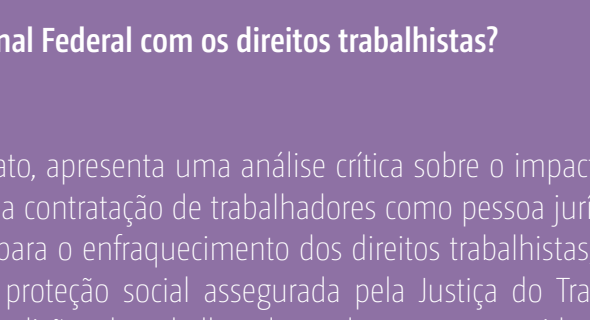 nal Federal com os direitos trabalhistas?
ato, apresenta uma análise crítica sobre o impac
a contratação de trabalhadores como pessoa jurí
para o enfraquecimento dos direitos trabalhistas
proteção social assegurada pela Justiça do Tra